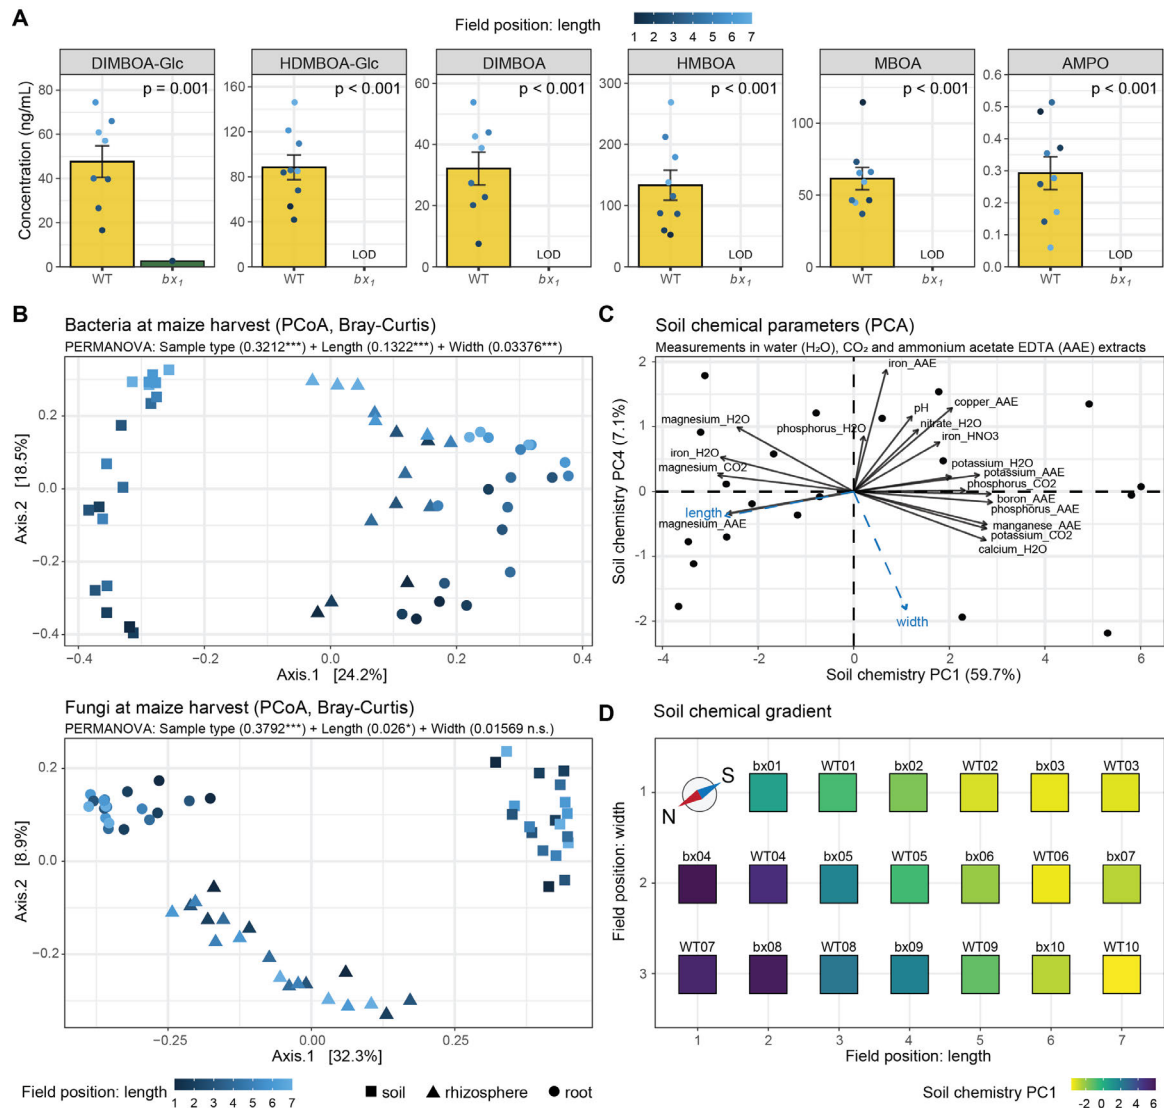 A
Field position: length
1 2 3 4 5 6 7
DIMBOA-Glc
HDMBOA-Glc
DIMBOA
HMBOA
MBOA
AMPO
p = 0.001
p < 0.001
p < 0.001
p < 0.001
p < 0.001
p < 0.001
Concentration (ng/mL)
80
60
40
20
0
160
120
80
40
0
60
40
20
0
300
200
100
0
100
50
0
0.6
0.5
0.4
0.3
0.2
0.1
0.0
LOD
LOD
LOD
LOD
LOD
WT bx1
WT bx1
WT bx1
WT bx1
WT bx1
WT bx1
B
Bacteria at maize harvest (PCoA, Bray-Curtis)
PERMANOVA: Sample type (0.3212***) + Length (0.1322***) + Width (0.03376***)
Axis.2 [18.5%]
0.2
0.0
−0.2
−0.4
−0.4 −0.2 0.0 0.2 0.4
Axis.1 [24.2%]
Fungi at maize harvest (PCoA, Bray-Curtis)
PERMANOVA: Sample type (0.3792***) + Length (0.026*) + Width (0.01569 n.s.)
Axis.2 [8.9%]
0.2
0.0
−0.2
−0.25 0.00 0.25
Axis.1 [32.3%]
Field position: length
1 2 3 4 5 6 7
soil
rhizosphere
root
C
Soil chemical parameters (PCA)
Measurements in water (H₂O), CO₂ and ammonium acetate EDTA (AAE) extracts
Soil chemistry PC4 (7.1%)
2
1
0
-1
-2
iron_AAE
copper_AAE
pH
magnesium_H2O
nitrate_H2O
phosphorus_H2O
iron_HNO3
iron_H2O
potassium_H2O
magnesium_CO2
potassium_AAE
phosphorus_CO2
boron_AAE
phosphorus_AAE
length
magnesium_AAE
manganese_AAE
potassium_CO2
calcium_H2O
width
-4 -2 0 2 4 6
Soil chemistry PC1 (59.7%)
D
Soil chemical gradient
Field position: width
1
2
3
S
N
bx01 WT01 bx02 WT02 bx03 WT03
bx04 WT04 bx05 WT05 bx06 WT06 bx07
WT07 bx08 WT08 bx09 WT09 bx10 WT10
1 2 3 4 5 6 7
Field position: length
Soil chemistry PC1
-2 0 2 4 6